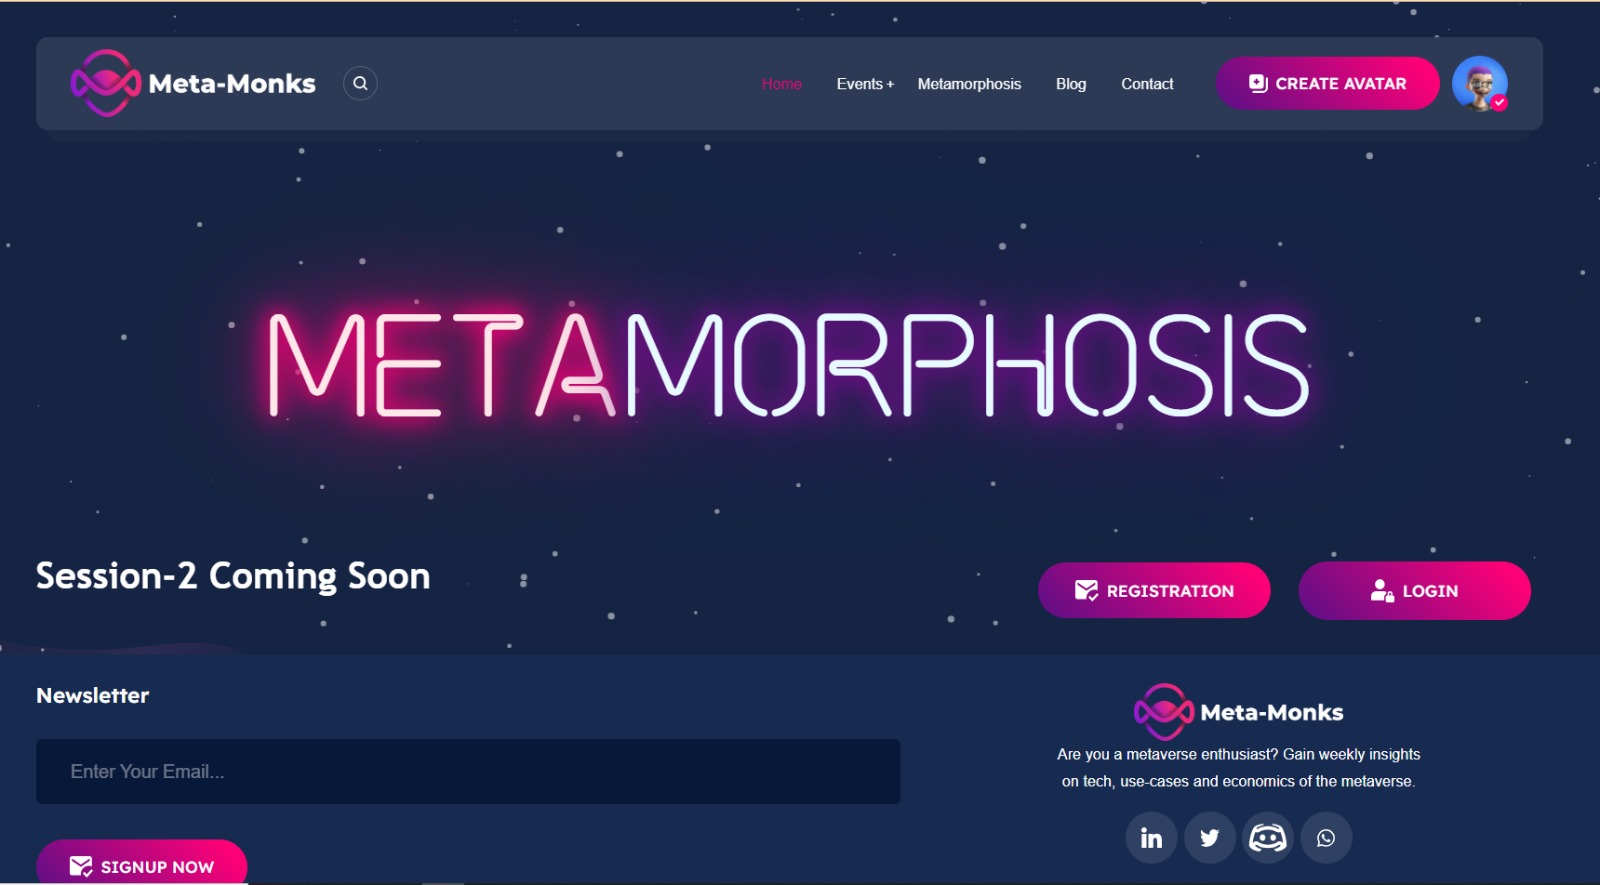 Meta-Monks
Home Events + Metamorphosis Blog Contact CREATE AVATAR
METAMORPHOSIS
Session-2 Coming Soon
REGISTRATION LOGIN
Newsletter
Enter Your Email...
SIGNUP NOW
Meta-Monks
Are you a metaverse enthusiast? Gain weekly insights
on tech, use-cases and economics of the metaverse.
in